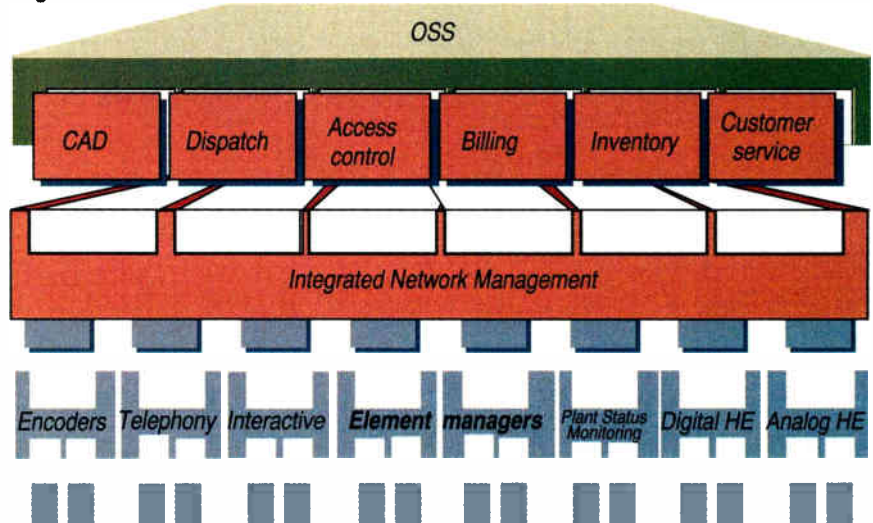 OSS
CAD Dispatch Access control Billing Inventory Customer service
Integrated Network Management
Encoders Telephony Interactive Element managers Plant Status Monitoring Digital HE Analog HE